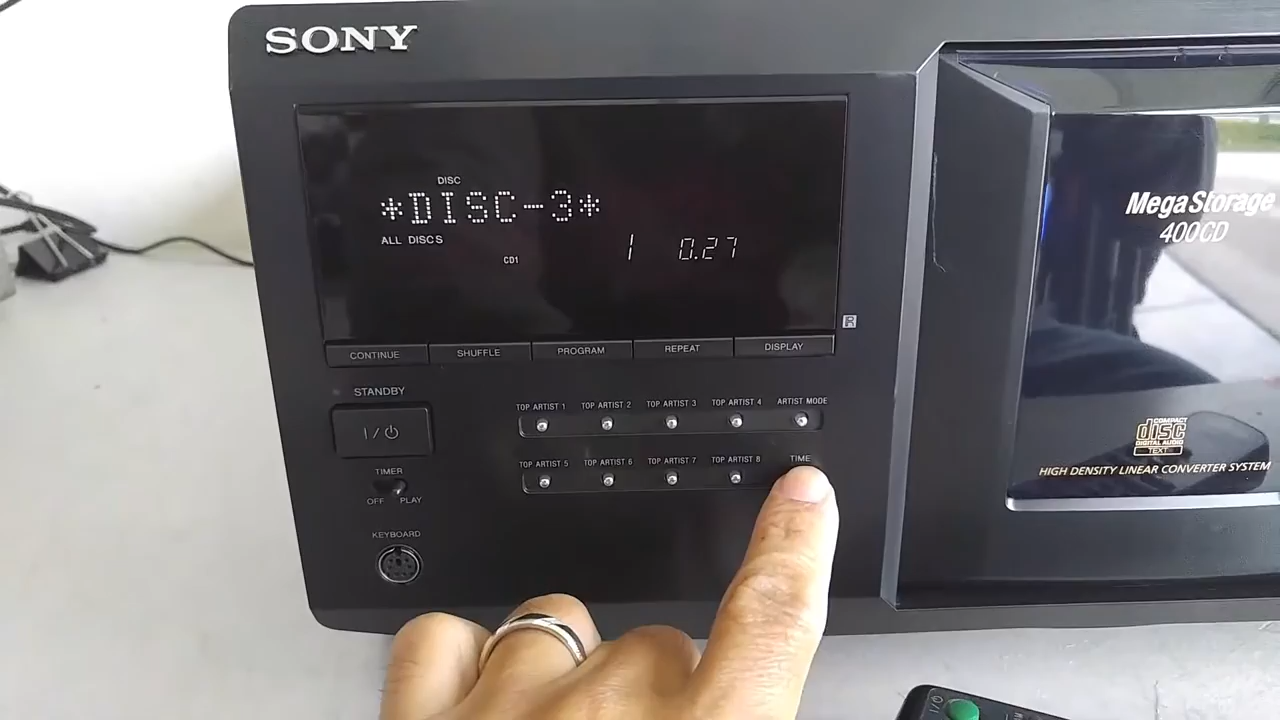 SONY
DISC
*DISC-3*
ALL DISCS
CD1
1 0.27
CONTINUE SHUFFLE PROGRAM REPEAT DISPLAY
STANDBY
I/⏻
TIMER
OFF PLAY
KEYBOARD
TOP ARTIST 1 TOP ARTIST 2 TOP ARTIST 3 TOP ARTIST 4 ARTIST MODE
TOP ARTIST 5 TOP ARTIST 6 TOP ARTIST 7 TOP ARTIST 8 TIME
R
Mega Storage
400CD
COMPACT
disc
DIGITAL AUDIO
TEXT
HIGH DENSITY LINEAR CONVERTER SYSTEM
⏻/I